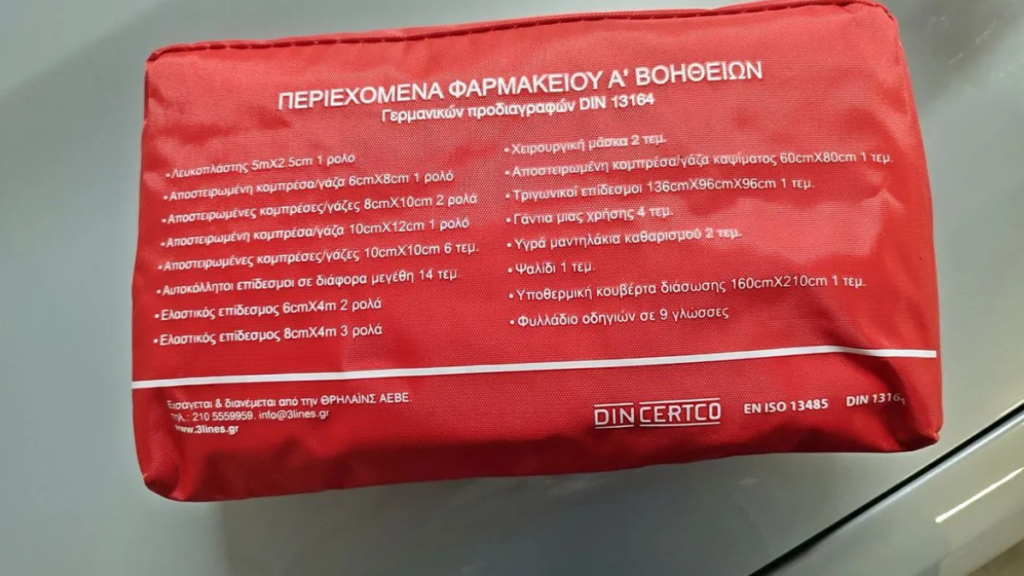 ΠΕΡΙΕΧΟΜΕΝΑ ΦΑΡΜΑΚΕΙΟΥ Α' ΒΟΗΘΕΙΩΝ
Γερμανικών προδιαγραφών DIN 13164
•Λευκοπλάστης 5mX2.5cm 1 ρολό
•Αποστειρωμένη κομπρέσα/γάζα 6cmX8cm 1 ρολό
•Αποστειρωμένες κομπρέσες/γάζες 8cmX10cm 2 ρολά
•Αποστειρωμένη κομπρέσα/γάζα 10cmX12cm 1 ρολό
•Αποστειρωμένες κομπρέσες/γάζες 10cmX10cm 6 τεμ.
•Αυτοκόλλητοι επίδεσμοι σε διάφορα μεγέθη 14 τεμ.
•Ελαστικός επίδεσμος 6cmX4m 2 ρολά
•Ελαστικός επίδεσμος 8cmX4m 3 ρολά
•Χειρουργική μάσκα 2 τεμ.
•Αποστειρωμένη κομπρέσα/γάζα καψίματος 60cmX80cm 1 τεμ.
•Τριγωνικοί επίδεσμοι 136cmX96cmX96cm 1 τεμ.
•Γάντια μιας χρήσης 4 τεμ.
•Υγρά μαντηλάκια καθαρισμού 2 τεμ.
•Ψαλίδι 1 τεμ.
•Υποθερμική κουβέρτα διάσωσης 160cmX210cm 1 τεμ.
•Φυλλάδιο οδηγιών σε 9 γλώσσες
Εισάγεται & διανέμεται από την ΘΡΗΛΑΪΝΣ ΑΕΒΕ.
Τηλ.: 210 5559959, info@3lines.gr
www.3lines.gr
DIN CERTCO EN ISO 13485 DIN 13164